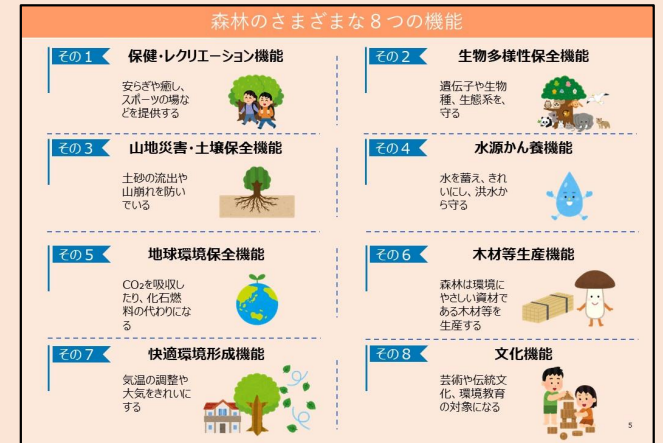 森林のさまざまな８つの機能
その１
保健・レクリエーション機能
安らぎや癒し、
スポーツの場な
どを提供する
その２
生物多様性保全機能
遺伝子や生物
種、生態系を、
守る
その３
山地災害・土壌保全機能
土砂の流出や
山崩れを防い
でいる
その４
水源かん養機能
水を蓄え、きれ
いにし、洪水か
ら守る
その５
地球環境保全機能
CO₂を吸収し
たり、化石燃
料の代わりにな
る
その６
木材等生産機能
森林は環境に
やさしい資材で
ある木材等を
生産する
その７
快適環境形成機能
気温の調整や
大気をきれいに
する
その８
文化機能
芸術や伝統文
化、環境教育
の対象になる
5